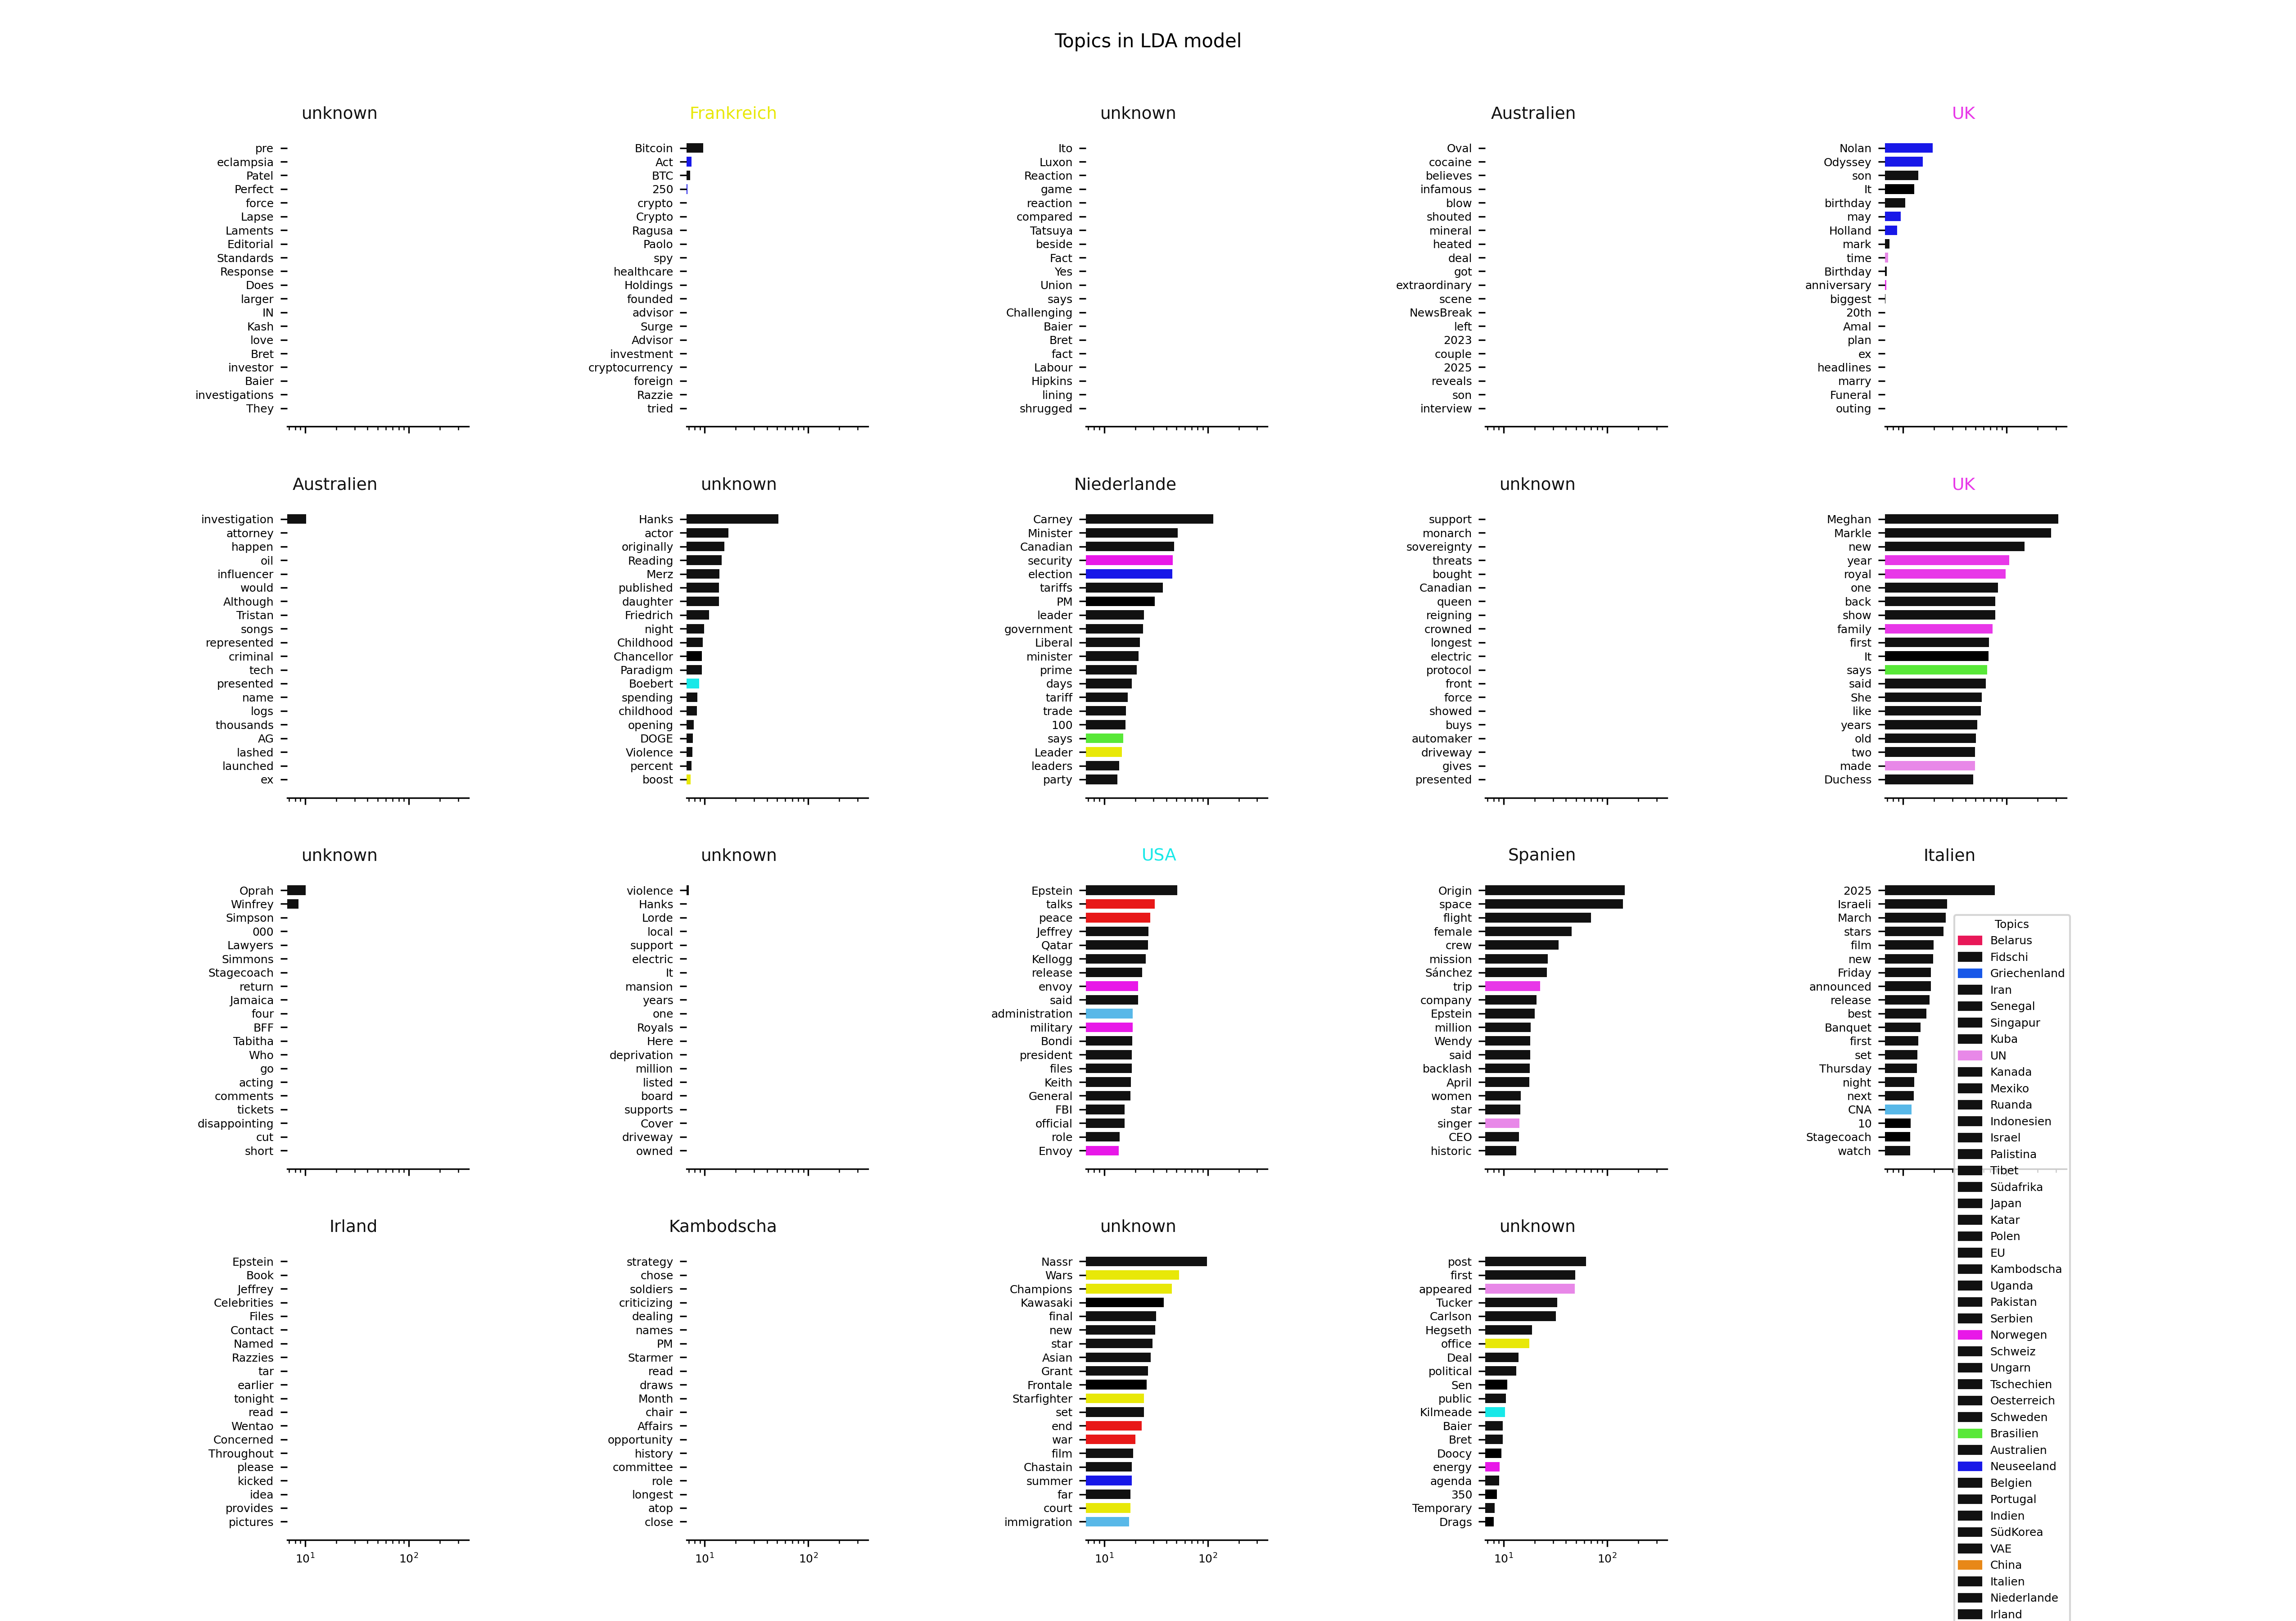 Topics in LDA model
unknown
pre
eclampsia
Patel
Perfect
force
Lapse
Laments
Editorial
Standards
Response
Does
larger
IN
Kash
love
Bret
investor
Baier
investigations
They
Frankreich
Bitcoin
Act
BTC
250
crypto
Crypto
Ragusa
Paolo
spy
healthcare
Holdings
founded
advisor
Surge
Advisor
investment
cryptocurrency
foreign
Razzie
tried
unknown
Ito
Luxon
Reaction
game
reaction
compared
Tatsuya
beside
Fact
Yes
Union
says
Challenging
Baier
Bret
fact
Labour
Hipkins
lining
shrugged
Australien
Oval
cocaine
believes
infamous
blow
shouted
mineral
heated
deal
got
extraordinary
scene
NewsBreak
left
2023
couple
2025
reveals
son
interview
UK
Nolan
Odyssey
son
It
birthday
may
Holland
mark
time
Birthday
anniversary
biggest
20th
Amal
plan
ex
headlines
marry
Funeral
outing
Australien
investigation
attorney
happen
oil
influencer
would
Although
Tristan
songs
represented
criminal
tech
presented
name
logs
thousands
AG
lashed
launched
ex
unknown
Hanks
actor
originally
Reading
Merz
published
daughter
Friedrich
night
Childhood
Chancellor
Paradigm
Boebert
spending
childhood
opening
DOGE
Violence
percent
boost
Niederlande
Carney
Minister
Canadian
security
election
tariffs
PM
leader
government
Liberal
minister
prime
days
tariff
trade
100
says
Leader
leaders
party
unknown
support
monarch
sovereignty
threats
bought
Canadian
queen
reigning
crowned
longest
electric
protocol
front
force
showed
buys
automaker
driveway
gives
presented
UK
Meghan
Markle
new
year
royal
one
back
show
family
first
It
says
said
She
like
years
old
two
made
Duchess
unknown
Oprah
Winfrey
Simpson
000
Lawyers
Simmons
Stagecoach
return
Jamaica
four
BFF
Tabitha
Who
go
acting
comments
tickets
disappointing
cut
short
unknown
violence
Hanks
Lorde
local
support
electric
It
mansion
years
one
Royals
Here
deprivation
million
listed
board
supports
Cover
driveway
owned
USA
Epstein
talks
peace
Jeffrey
Qatar
Kellogg
release
envoy
said
administration
military
Bondi
president
files
Keith
General
FBI
official
role
Envoy
Spanien
Origin
space
flight
female
crew
mission
Sánchez
trip
company
Epstein
million
Wendy
said
backlash
April
women
star
singer
CEO
historic
Italien
2025
Israeli
March
stars
film
new
Friday
announced
release
best
Banquet
first
set
Thursday
night
next
CNA
10
Stagecoach
watch
Irland
Epstein
Book
Jeffrey
Celebrities
Files
Contact
Named
Razzies
tar
earlier
tonight
read
Wentao
Concerned
Throughout
please
kicked
idea
provides
pictures
10¹ 10²
Kambodscha
strategy
chose
soldiers
criticizing
dealing
names
PM
Starmer
read
draws
Month
chair
Affairs
opportunity
history
committee
role
longest
atop
close
10¹ 10²
unknown
Nassr
Wars
Champions
Kawasaki
final
new
star
Asian
Grant
Frontale
Starfighter
set
end
war
film
Chastain
summer
far
court
immigration
10¹ 10²
unknown
post
first
appeared
Tucker
Carlson
Hegseth
office
Deal
political
Sen
public
Kilmeade
Baier
Bret
Doocy
energy
agenda
350
Temporary
Drags
10¹ 10²
Topics
Belarus
Fidschi
Griechenland
Iran
Senegal
Singapur
Kuba
UN
Kanada
Mexiko
Ruanda
Indonesien
Israel
Palistina
Tibet
Südafrika
Japan
Katar
Polen
EU
Kambodscha
Uganda
Pakistan
Serbien
Norwegen
Schweiz
Ungarn
Tschechien
Oesterreich
Schweden
Brasilien
Australien
Neuseeland
Belgien
Portugal
Indien
SüdKorea
VAE
China
Italien
Niederlande
Irland